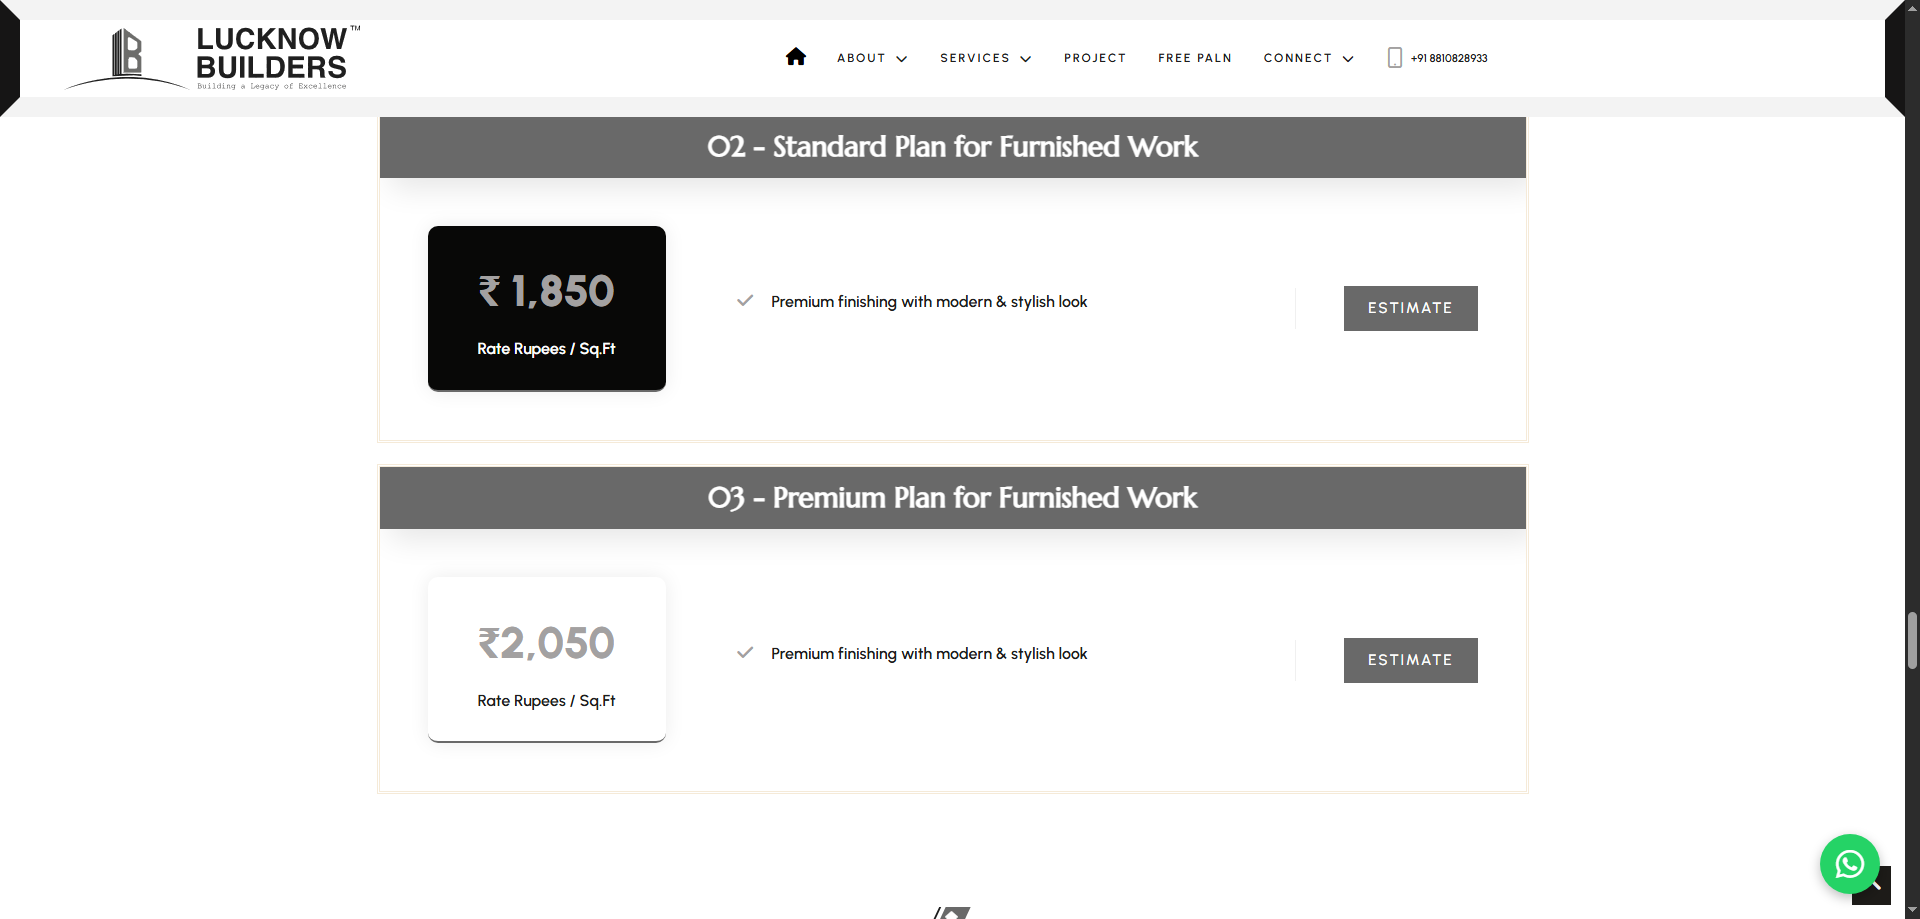 LUCKNOW ™
BUILDERS
Building a Legacy of Excellence
ABOUT
SERVICES
PROJECT
FREE PALN
CONNECT
+91 8810828933
02 - Standard Plan for Furnished Work
₹ 1,850
Rate Rupees / Sq.Ft
Premium finishing with modern & stylish look
ESTIMATE
03 - Premium Plan for Furnished Work
₹2,050
Rate Rupees / Sq.Ft
Premium finishing with modern & stylish look
ESTIMATE